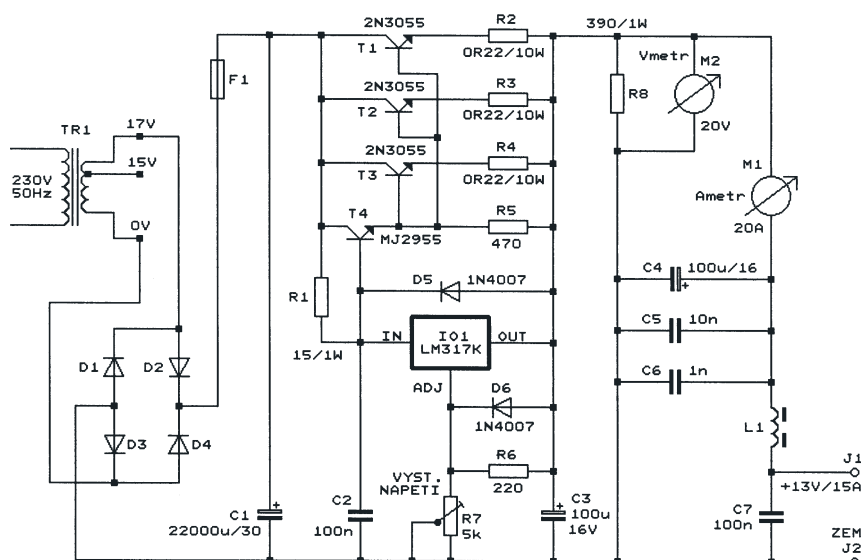 2N3055
R2
390/1W
T1
0R22/10W
Vmetr
M2
F1
2N3055
R3
R8
T2
0R22/10W
20V
TR1
17V
2N3055
R4
15V
T3
0R22/10W
M1
230V
50Hz
Ametr
0V
T4
R5
20A
MJ2955
470
C4
100u/16
+
D5
1N4007
R1
C5
10n
IN
IO1
OUT
LM317K
15/1W
D1
D2
C6
1n
ADJ
D6
1N4007
L1
D3
D4
R6
J1
VYST.
NAPETI
220
+13V/15A
+
C1
22000u/30
C2
100n
R7
5k
+
C3
100u
16V
C7
100n
ZEM
J2